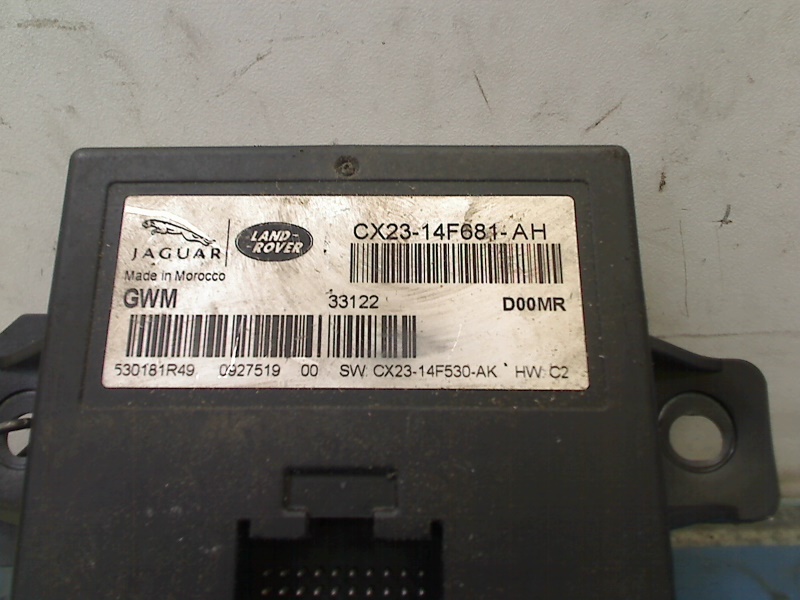 JAGUAR
LAND-
ROVER
CX23-14F681-AH
Made in Morocco
GWM 33122 D00MR
530181R49 0927519 00 SW CX23-14F530-AK HW C2